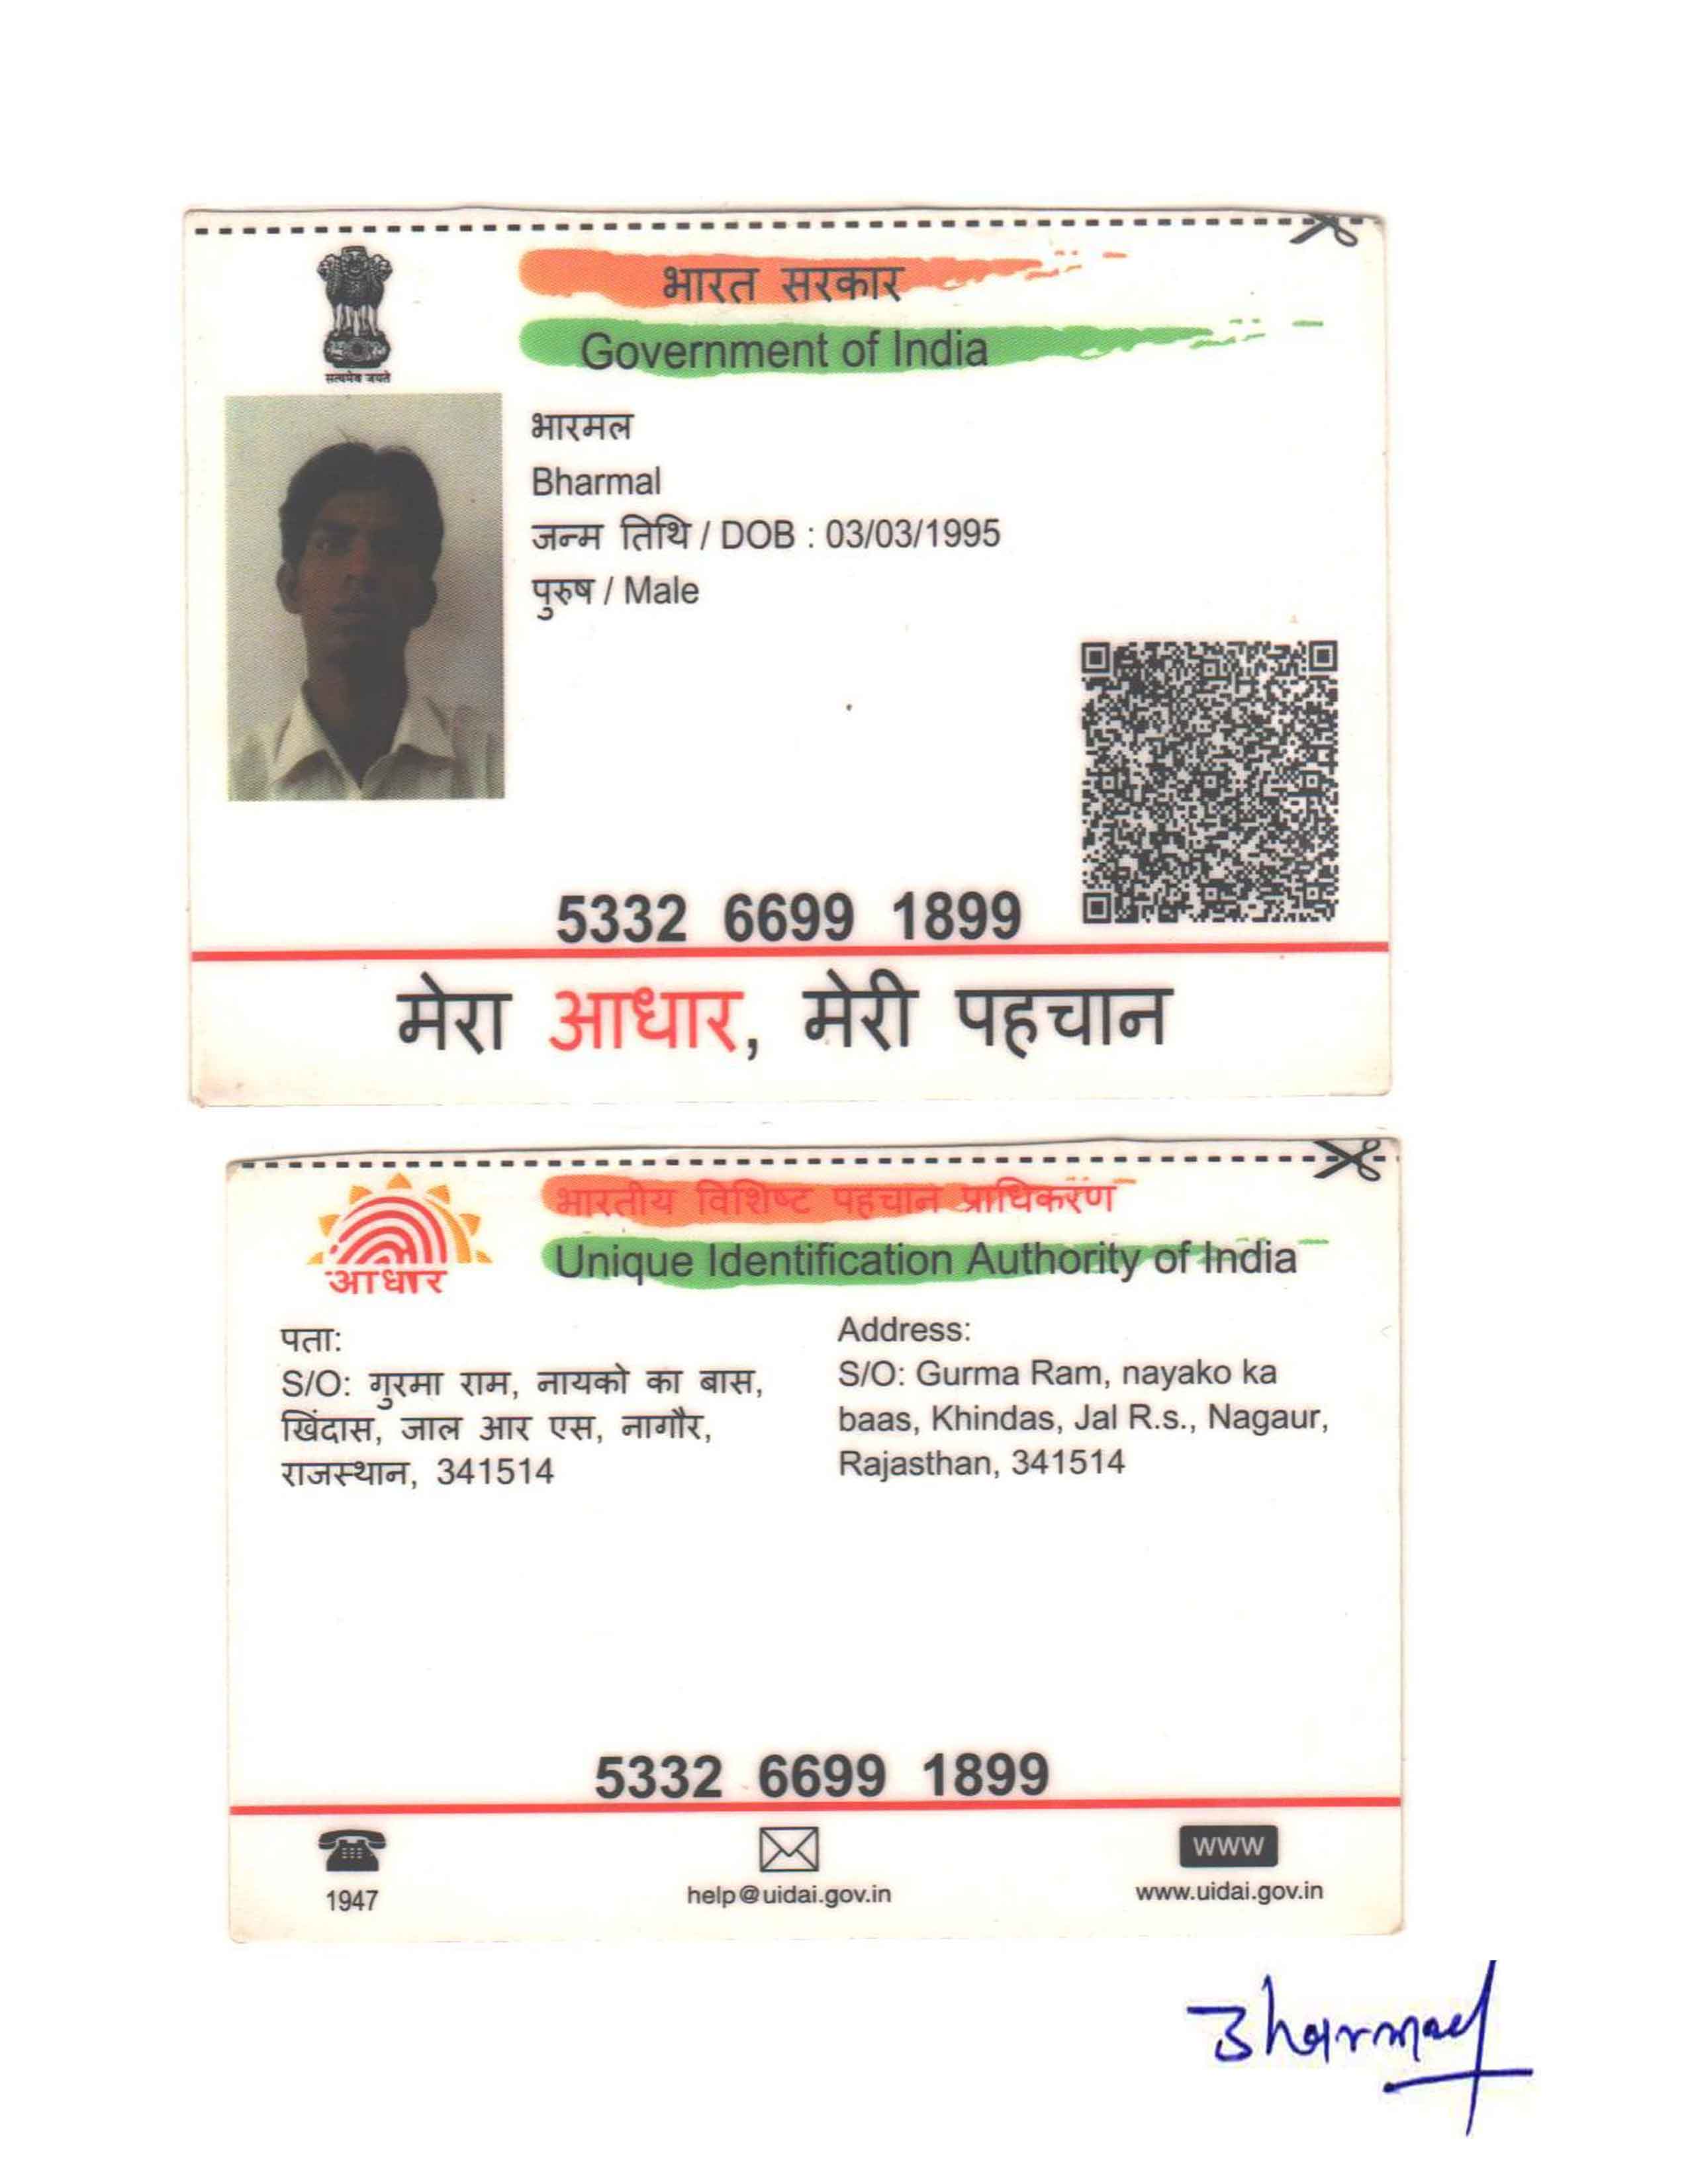 सत्यमेव जयते
भारत सरकार
Government of India
भारमल
Bharmal
जन्म तिथि / DOB : 03/03/1995
पुरुष / Male
5332 6699 1899
मेरा आधार, मेरी पहचान
भारतीय विशिष्ट पहचान प्राधिकरण
Unique Identification Authority of India
आधार
पता:
S/O: गुरमा राम, नायको का बास,
खिंदास, जाल आर एस, नागौर,
राजस्थान, 341514
Address:
S/O: Gurma Ram, nayako ka
baas, Khindas, Jal R.s., Nagaur,
Rajasthan, 341514
5332 6699 1899
1947
help@uidai.gov.in
www
www.uidai.gov.in
Bharmal